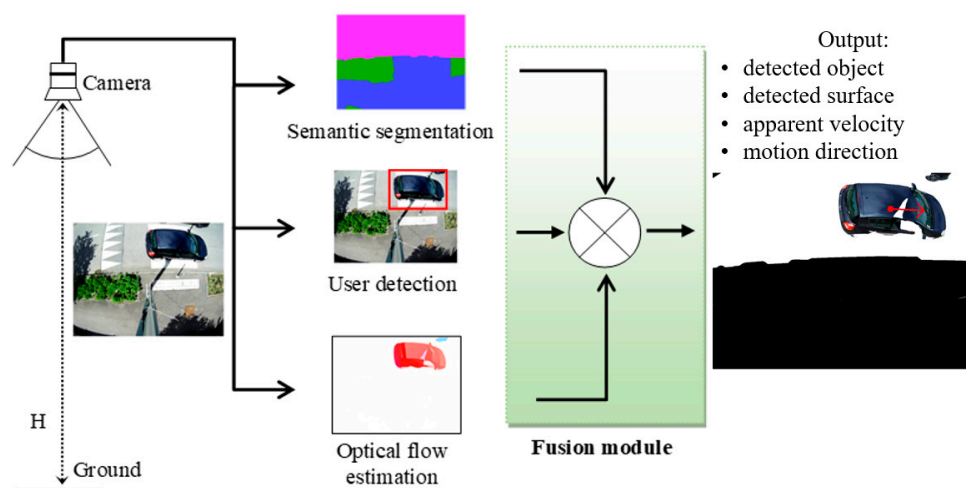 Camera
H
Ground
Semantic segmentation
User detection
Optical flow
estimation
Fusion module
Output:
• detected object
• detected surface
• apparent velocity
• motion direction